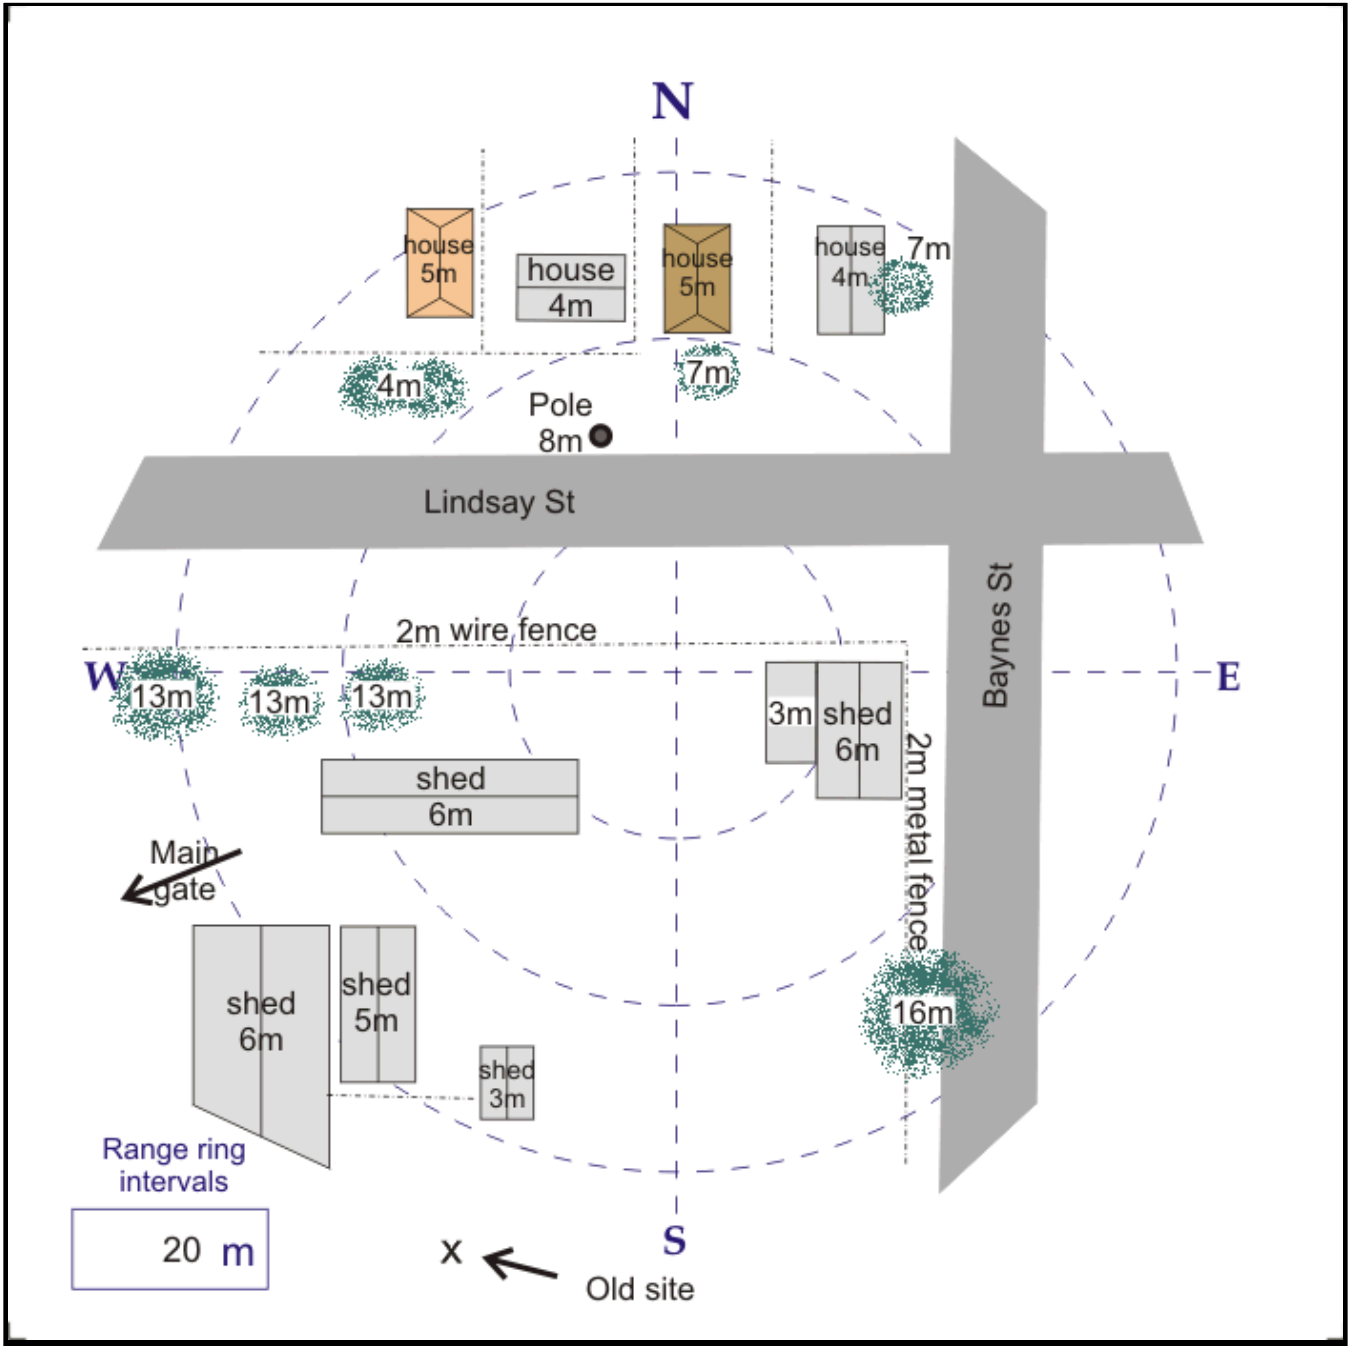 N
house
5m
house
4m
house
5m
house
4m
7m
4m
7m
Pole
8m
Lindsay St
Baynes St
2m wire fence
W
E
13m
13m
13m
3m
shed
6m
2m metal fence
shed
6m
Main
gate
shed
6m
shed
5m
shed
3m
16m
Range ring
intervals
20 m
S
x
Old site